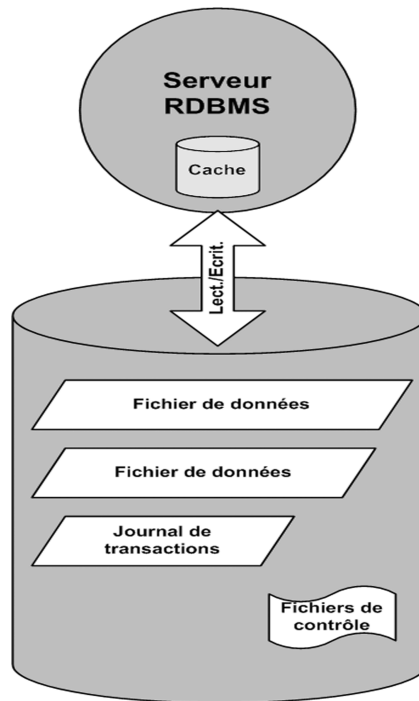 Serveur
RDBMS
Cache
Lect./Ecrit.
Fichier de données
Fichier de données
Journal de
transactions
Fichiers de
contrôle